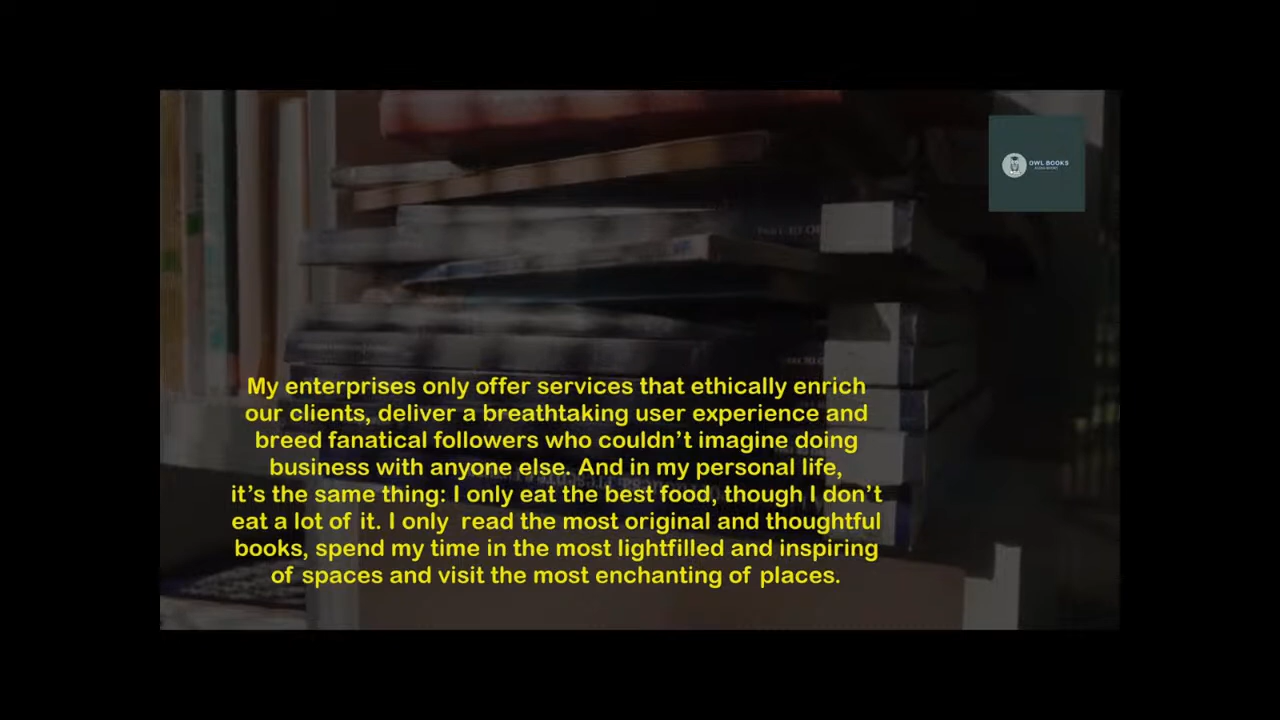 OWL BOOKS
My enterprises only offer services that ethically enrich
our clients, deliver a breathtaking user experience and
breed fanatical followers who couldn’t imagine doing
business with anyone else. And in my personal life,
it’s the same thing: I only eat the best food, though I don’t
eat a lot of it. I only  read the most original and thoughtful
books, spend my time in the most lightfilled and inspiring
of spaces and visit the most enchanting of places.